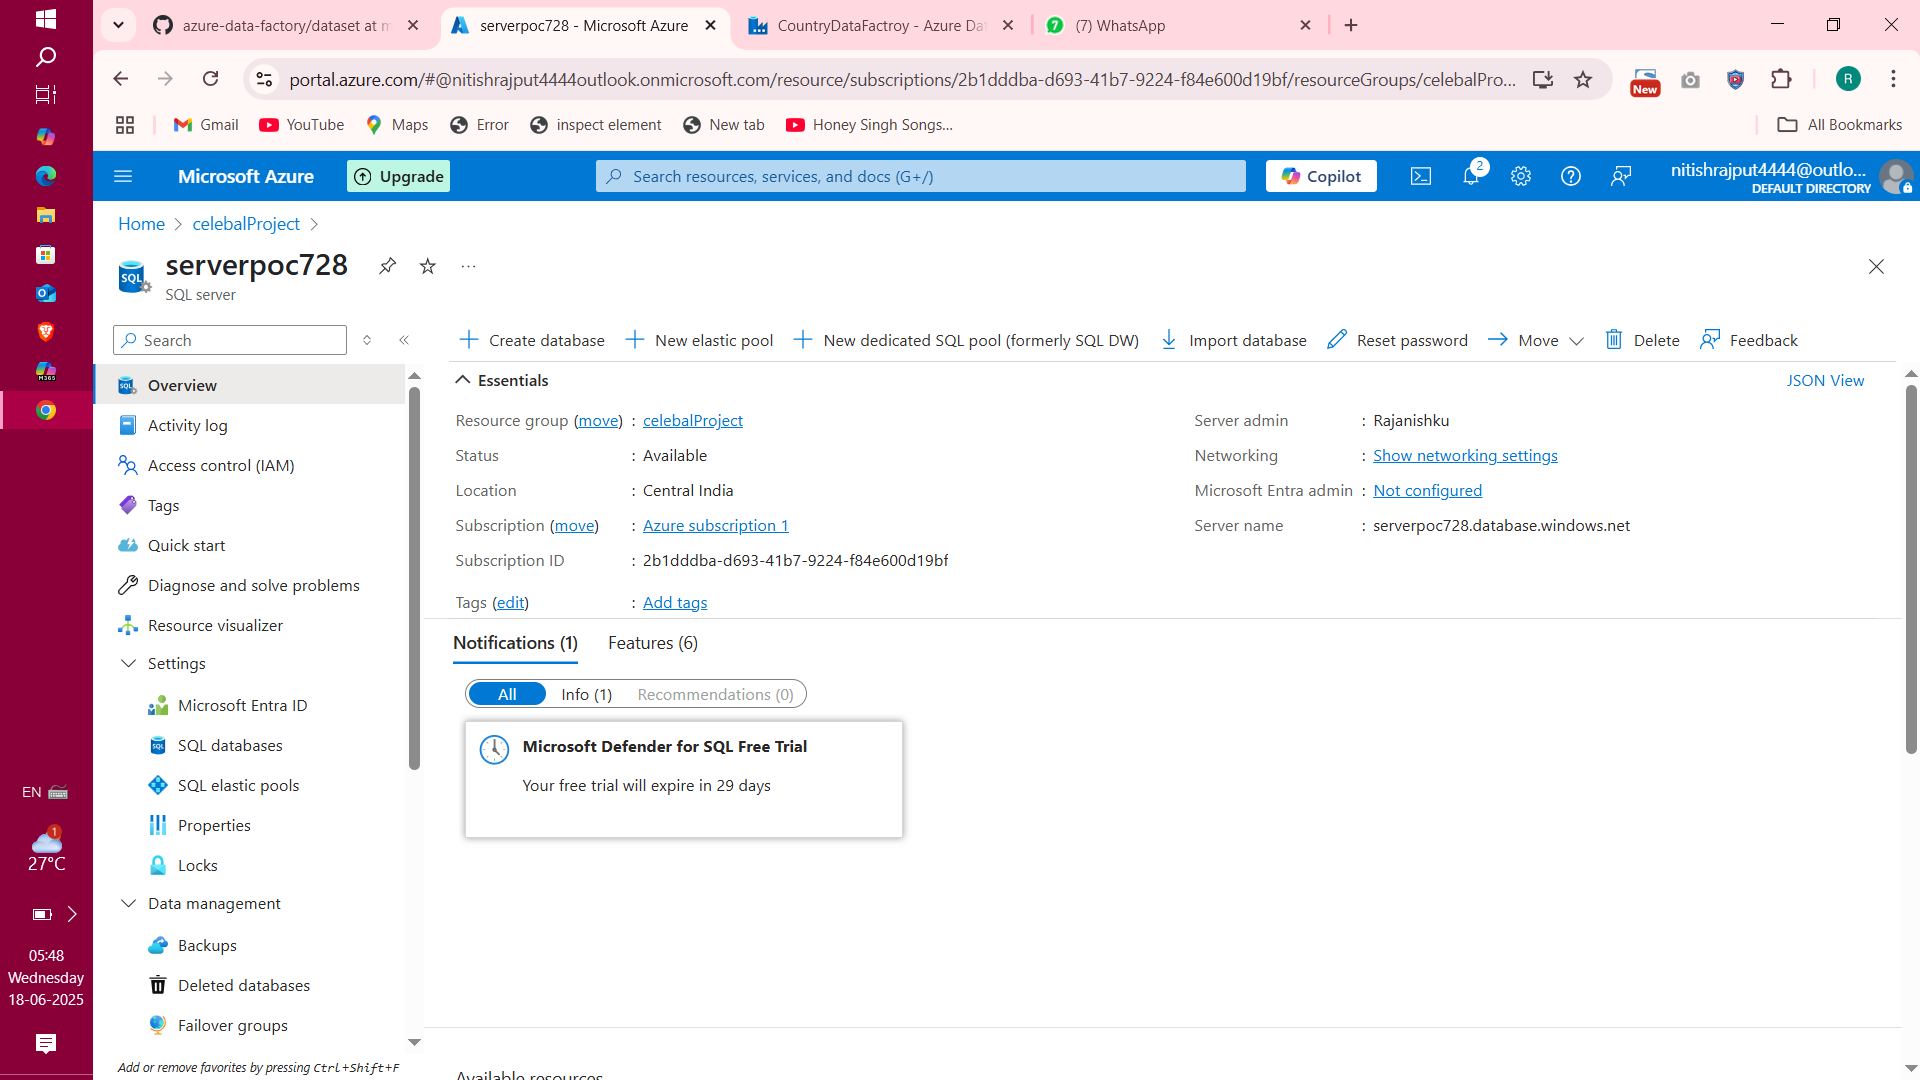 azure-data-factory/dataset at m
serverpoc728 - Microsoft Azure
CountryDataFactroy - Azure Da
(7) WhatsApp
portal.azure.com/#@nitishrajput4444outlook.onmicrosoft.com/resource/subscriptions/2b1dddba-d693-41b7-9224-f84e600d19bf/resourceGroups/celebalPro...
New
R
Gmail
YouTube
Maps
Error
inspect element
New tab
Honey Singh Songs...
All Bookmarks
Microsoft Azure
Upgrade
Search resources, services, and docs (G+/)
Copilot
2
nitishrajput4444@outlo...
DEFAULT DIRECTORY
Home
celebalProject
SQL
serverpoc728
SQL server
Search
Create database
New elastic pool
New dedicated SQL pool (formerly SQL DW)
Import database
Reset password
Move
Delete
Feedback
Overview
Activity log
Access control (IAM)
Tags
Quick start
Diagnose and solve problems
Resource visualizer
Settings
Microsoft Entra ID
SQL databases
SQL elastic pools
Properties
Locks
Data management
Backups
Deleted databases
Failover groups
Add or remove favorites by pressing Ctrl+Shift+F
Essentials
JSON View
Resource group (move) : celebalProject
Status : Available
Location : Central India
Subscription (move) : Azure subscription 1
Subscription ID : 2b1dddba-d693-41b7-9224-f84e600d19bf
Tags (edit) : Add tags
Server admin : Rajanishku
Networking : Show networking settings
Microsoft Entra admin : Not configured
Server name : serverpoc728.database.windows.net
Notifications (1)
Features (6)
All
Info (1)
Recommendations (0)
Microsoft Defender for SQL Free Trial
Your free trial will expire in 29 days
Available resources
M365
EN
1
27°C
05:48
Wednesday
18-06-2025